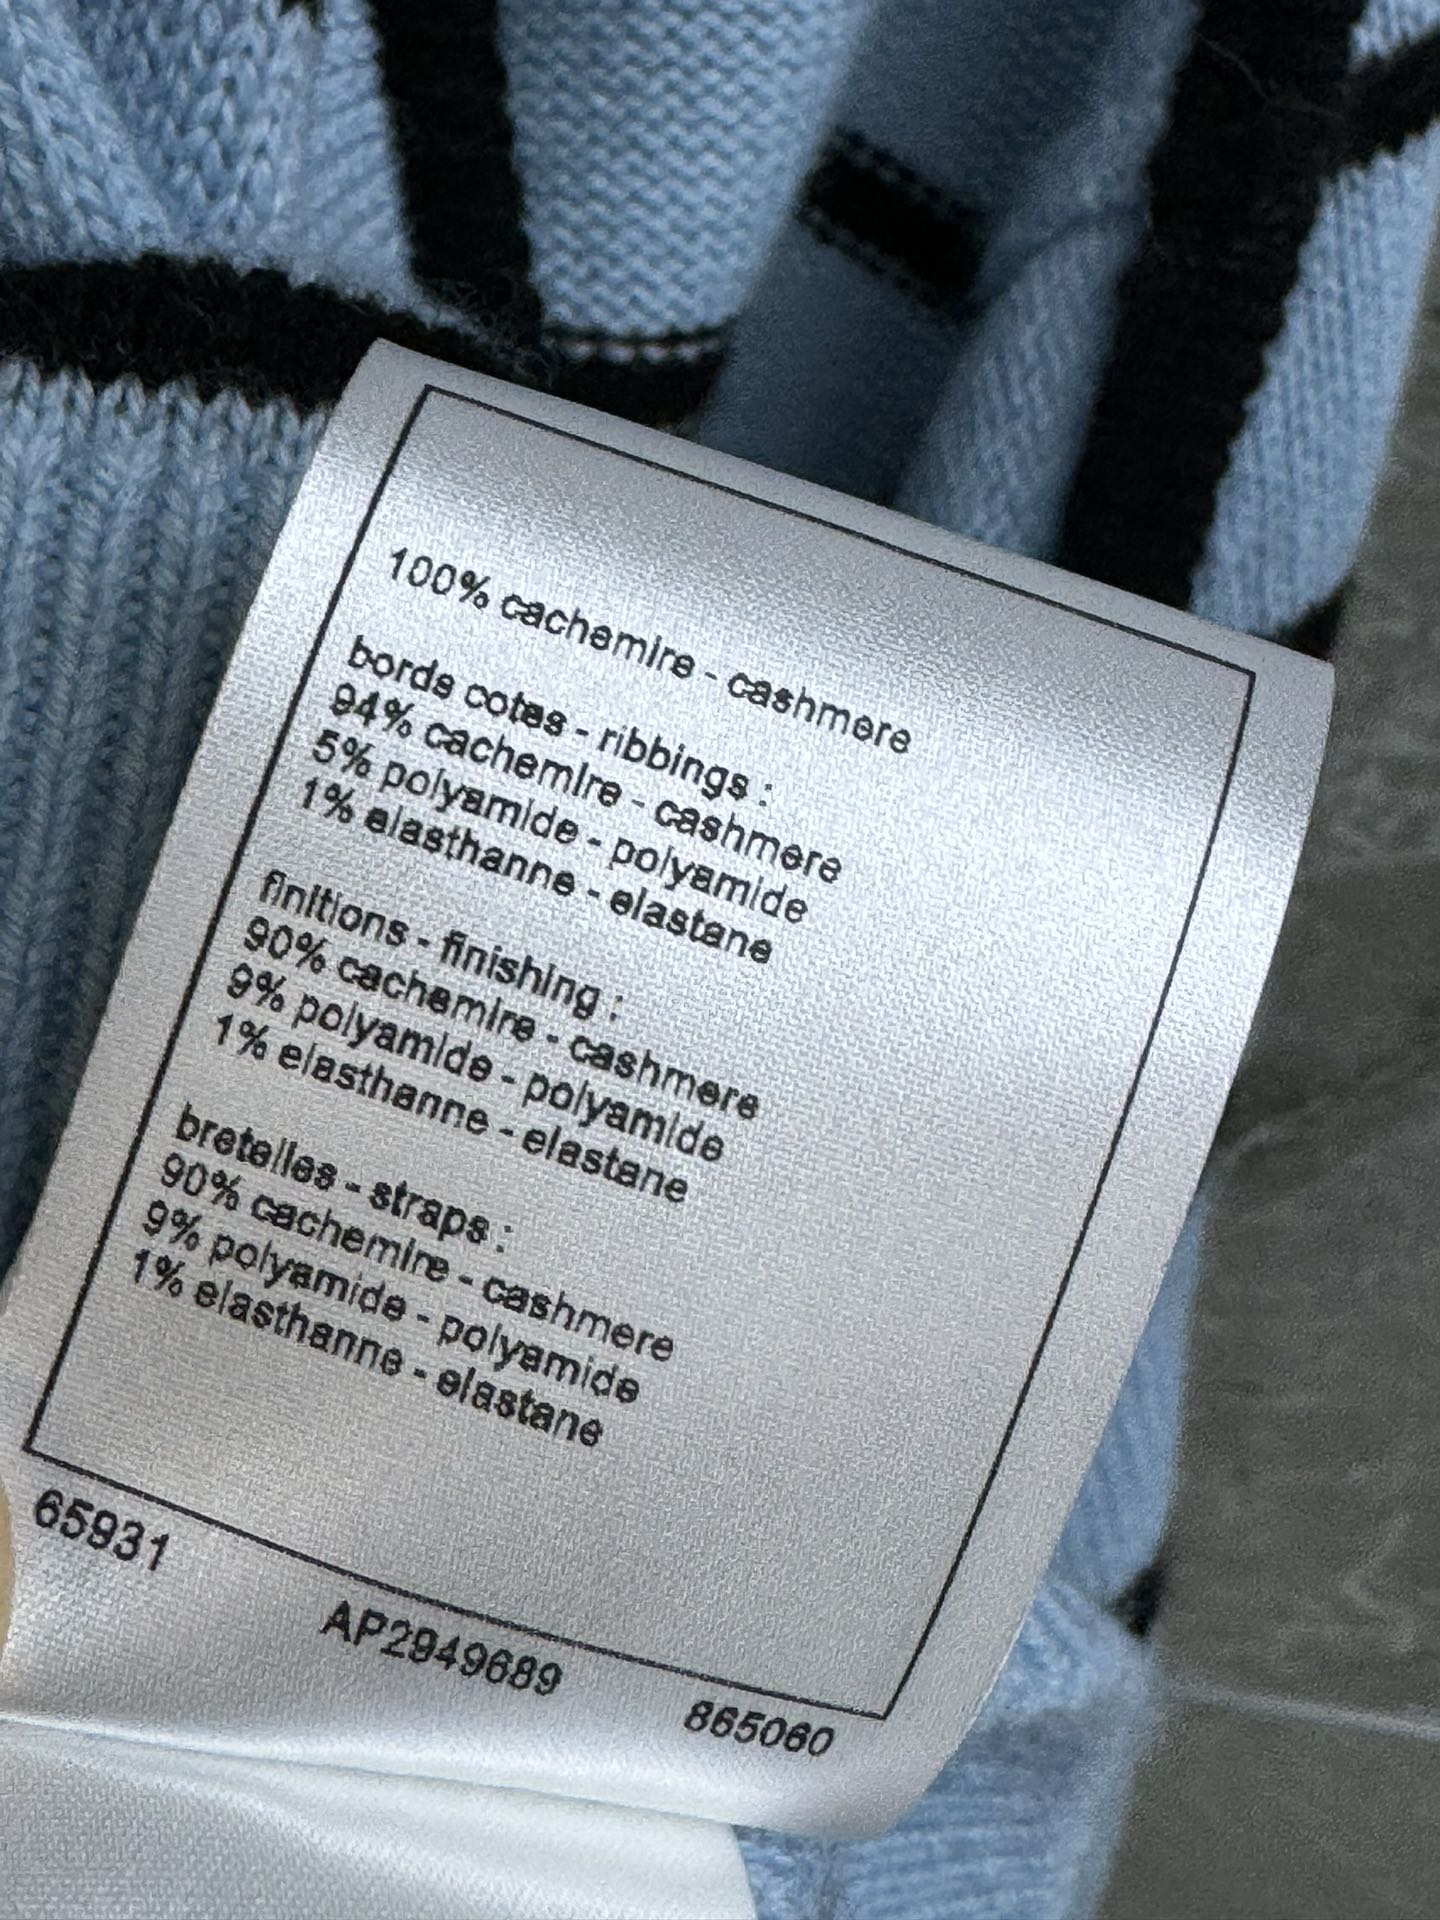 100% cachemire - cashmere
bords cotes - ribbings :
94% cachemire - cashmere
5% polyamide - polyamide
1% elasthanne - elastane
finitions - finishing :
90% cachemire - cashmere
9% polyamide - polyamide
1% elasthanne - elastane
bretelles - straps :
90% cachemire - cashmere
9% polyamide - polyamide
1% elasthanne - elastane
65931
AP2949689
865060